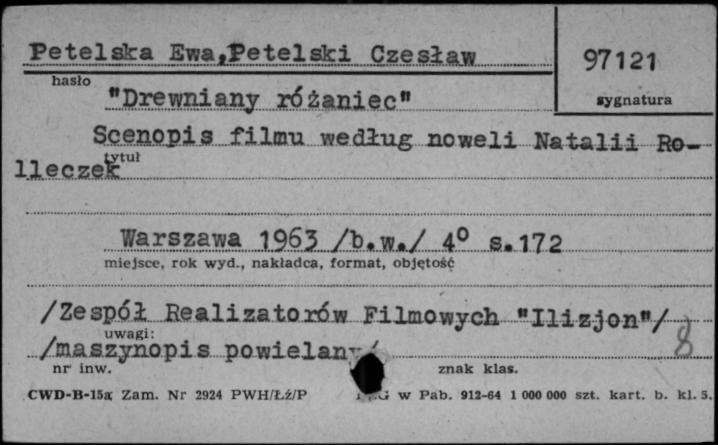 Petelska Ewa,Petelski Czesław
97121
hasło
sygnatura
"Drewniany różaniec"
Scenopis filmu według noweli Natalii Ro-
tytuł
lleczek
Warszawa 1963 /b.w./ 4° s.172
miejsce, rok wyd., nakładca, format, objętość
/Zespół Realizatorów Filmowych "Ilizjon"/
uwagi:
/maszynopis powielany/
8
nr inw.
znak klas.
CWD-B-15a Zam. Nr 2924 PWH/Łż/P w Pab. 912-64 1 000 000 szt. kart. b. kl. 5.